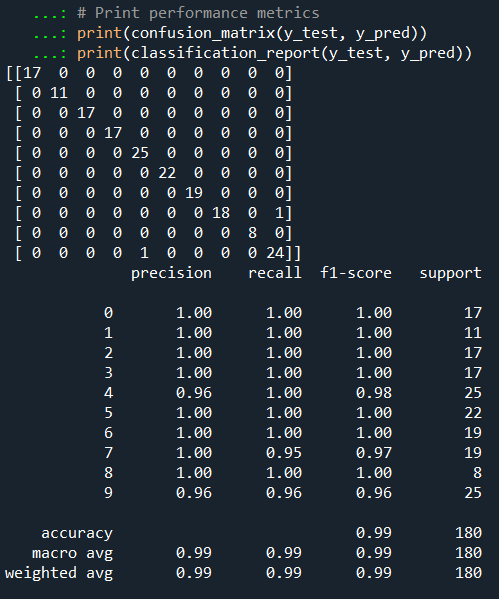 ...: # Print performance metrics
...: print(confusion_matrix(y_test, y_pred))
...: print(classification_report(y_test, y_pred))
[[17  0  0  0  0  0  0  0  0  0]
 [ 0 11  0  0  0  0  0  0  0  0]
 [ 0  0 17  0  0  0  0  0  0  0]
 [ 0  0  0 17  0  0  0  0  0  0]
 [ 0  0  0  0 25  0  0  0  0  0]
 [ 0  0  0  0  0 22  0  0  0  0]
 [ 0  0  0  0  0  0 19  0  0  0]
 [ 0  0  0  0  0  0  0 18  0  1]
 [ 0  0  0  0  0  0  0  0  8  0]
 [ 0  0  0  0  1  0  0  0  0 24]]
              precision    recall  f1-score   support

           0       1.00      1.00      1.00        17
           1       1.00      1.00      1.00        11
           2       1.00      1.00      1.00        17
           3       1.00      1.00      1.00        17
           4       0.96      1.00      0.98        25
           5       1.00      1.00      1.00        22
           6       1.00      1.00      1.00        19
           7       1.00      0.95      0.97        19
           8       1.00      1.00      1.00         8
           9       0.96      0.96      0.96        25

    accuracy                           0.99       180
   macro avg       0.99      0.99      0.99       180
weighted avg       0.99      0.99      0.99       180